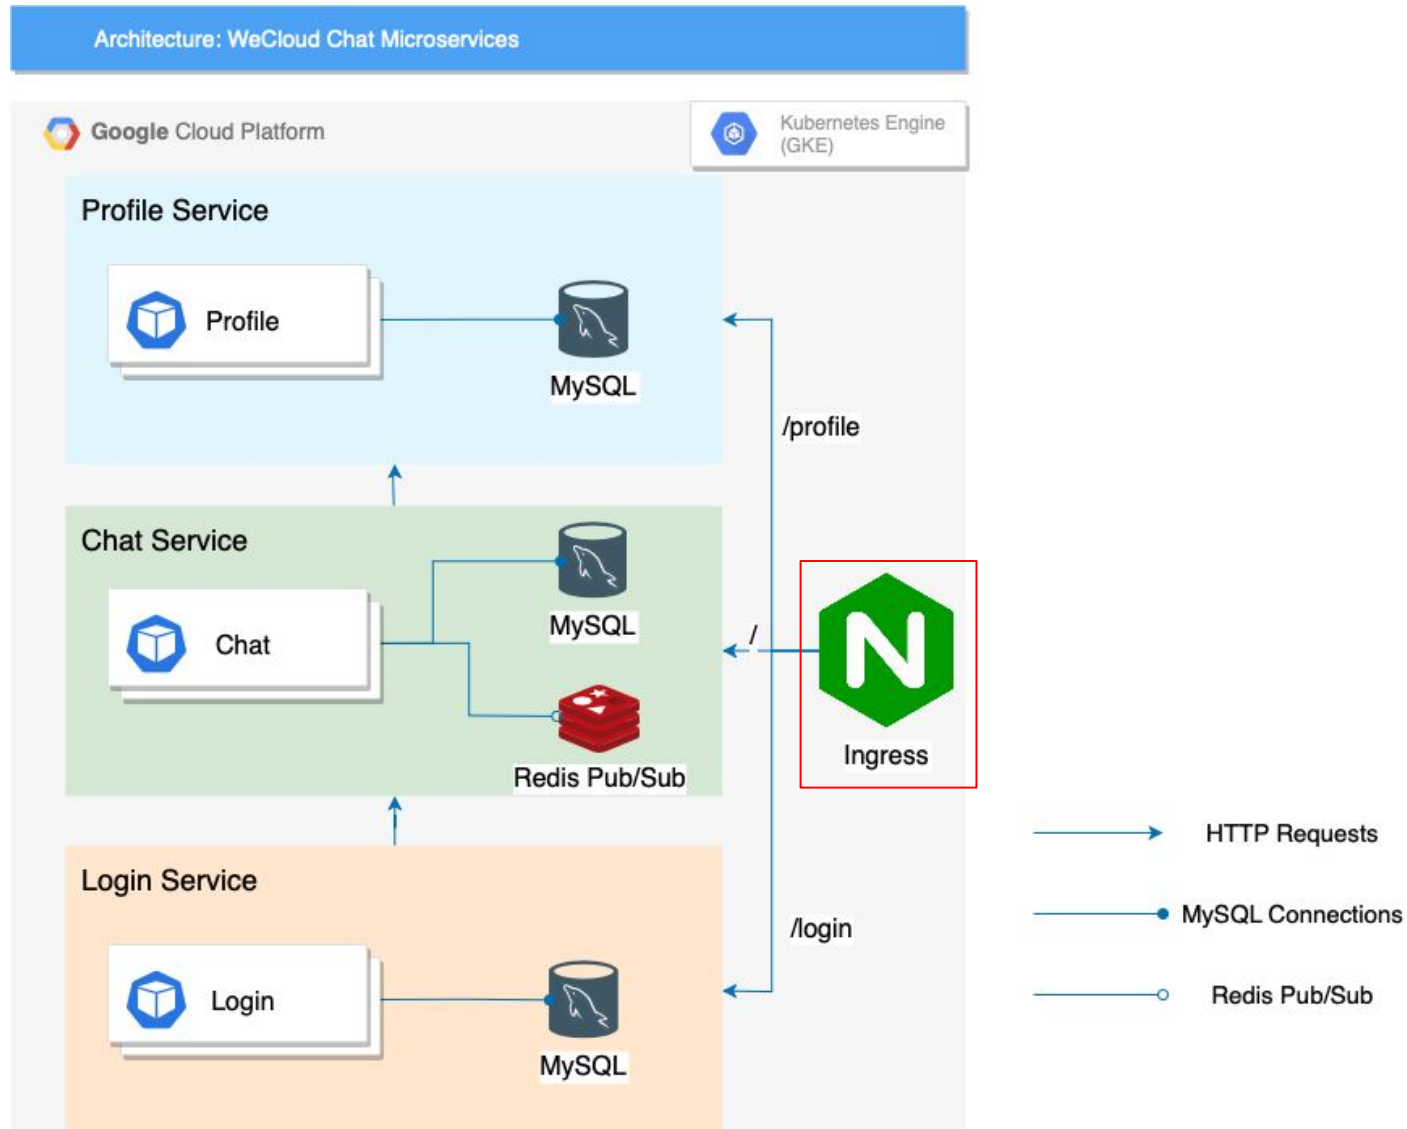 Architecture: WeCloud Chat Microservices
Google Cloud Platform
Kubernetes Engine
(GKE)
Profile Service
Profile
MySQL
/profile
Chat Service
Chat
MySQL
Redis Pub/Sub
/
N
Ingress
Login Service
Login
MySQL
/login
HTTP Requests
MySQL Connections
Redis Pub/Sub